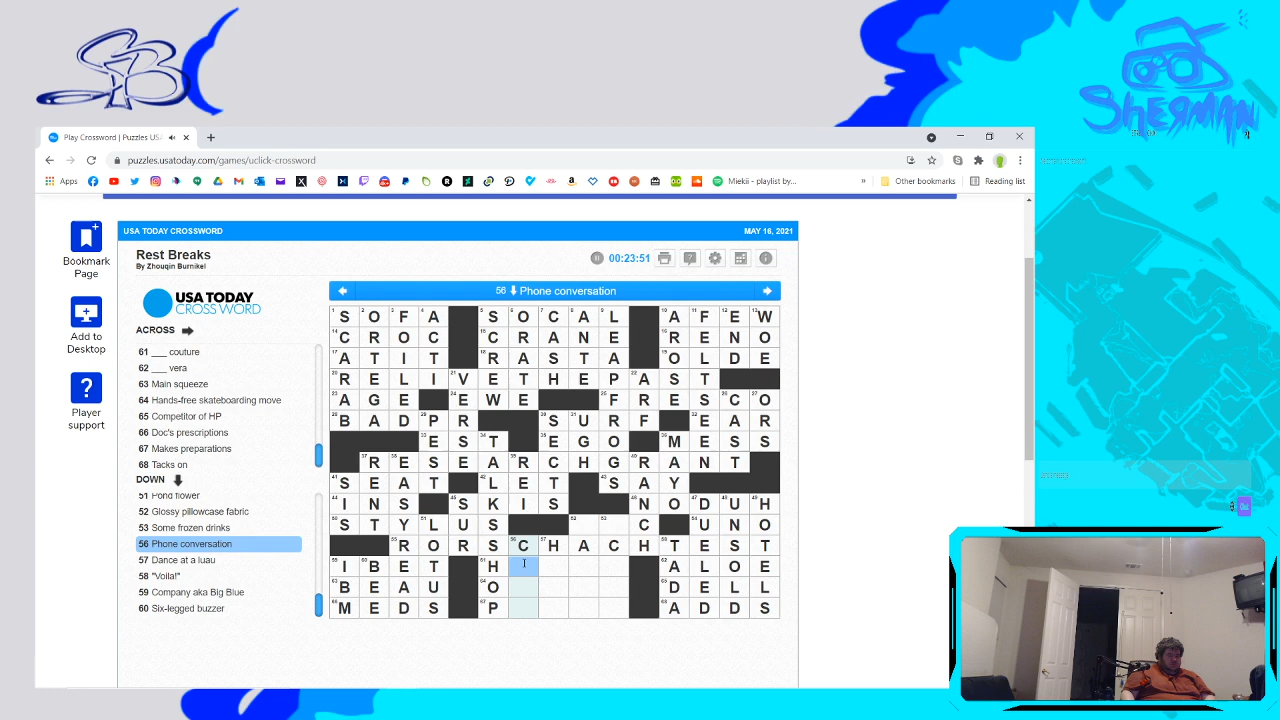 SHERMAN
Play Crossword | Puzzles US
puzzles.usatoday.com/games/uclick-crossword
Apps
Miekii - playlist by...
»
Other bookmarks
Reading list
USA TODAY CROSSWORD
MAY 16, 2021
Bookmark
Page
Add to
Desktop
Player
support
Rest Breaks
By Zhouqin Burnikel
00:23:51
USA TODAY
CROSS WORD
ACROSS
61 ___ couture
62 ___ vera
63 Main squeeze
64 Hands-free skateboarding move
65 Competitor of HP
66 Doc's prescriptions
67 Makes preparations
68 Tacks on
DOWN
51 Pond flower
52 Glossy pillowcase fabric
53 Some frozen drinks
56 Phone conversation
57 Dance at a luau
58 "Voila!"
59 Company aka Big Blue
60 Six-legged buzzer
56 Phone conversation
S O F A S O C A L A F E W
C R O C C R A N E R E N O
A T I T R A S T A O L D E
R E L I V E T H E P A S T
A G E E W E F R E S C O
B A D P R S U R F E A R
E S T E G O M E S S
R E S E A R C H G R A N T
S E A T L E T S A Y
I N S S K I S N O D U H
S T Y L U S C U N O
R O R S C H A C H T E S T
I B E T H A L O E
B E A U O D E L L
M E D S P A D D S